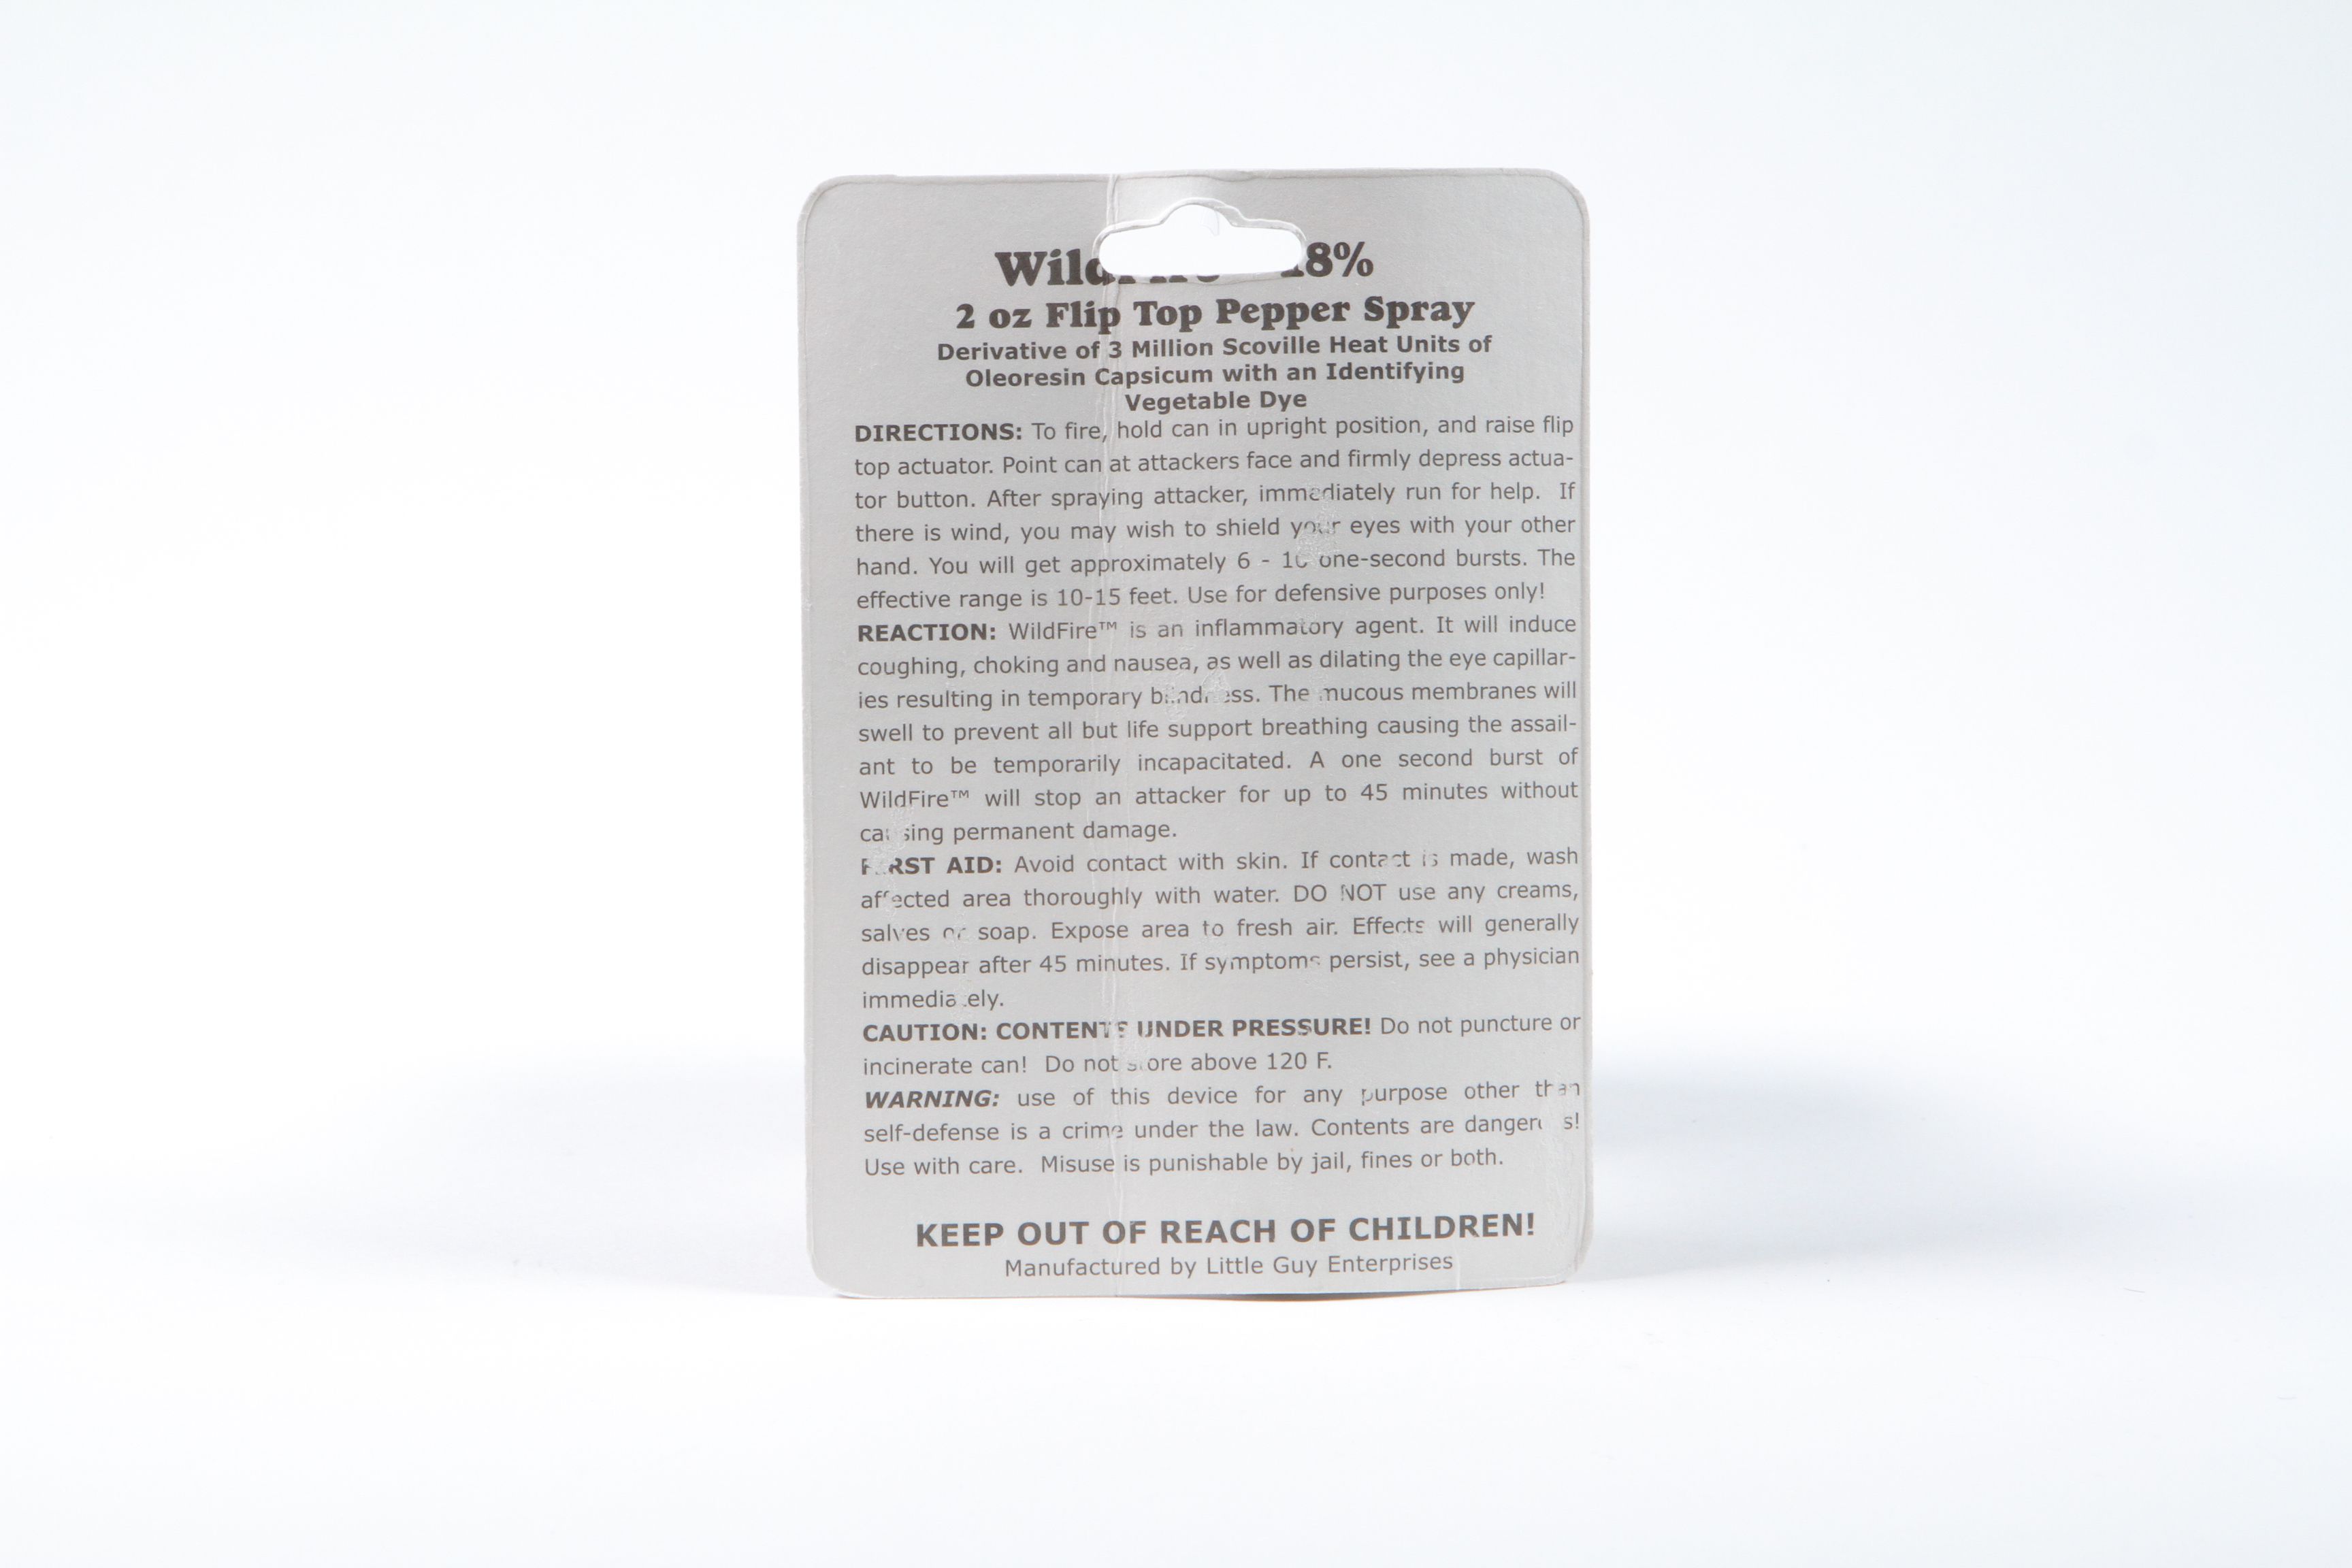 WildFire 18%
2 oz Flip Top Pepper Spray
Derivative of 3 Million Scoville Heat Units of
Oleoresin Capsicum with an Identifying
Vegetable Dye
DIRECTIONS: To fire, hold can in upright position, and raise flip
top actuator. Point can at attackers face and firmly depress actua-
tor button. After spraying attacker, immediately run for help. If
there is wind, you may wish to shield your eyes with your other
hand. You will get approximately 6 - 10 one-second bursts. The
effective range is 10-15 feet. Use for defensive purposes only!
REACTION: WildFire™ is an inflammatory agent. It will induce
coughing, choking and nausea, as well as dilating the eye capillar-
ies resulting in temporary blindness. The mucous membranes will
swell to prevent all but life support breathing causing the assail-
ant to be temporarily incapacitated. A one second burst of
WildFire™ will stop an attacker for up to 45 minutes without
causing permanent damage.
FIRST AID: Avoid contact with skin. If contact is made, wash
affected area thoroughly with water. DO NOT use any creams,
salves or soap. Expose area to fresh air. Effects will generally
disappear after 45 minutes. If symptoms persist, see a physician
immediately.
CAUTION: CONTENTS UNDER PRESSURE! Do not puncture or
incinerate can! Do not store above 120 F.
WARNING: use of this device for any purpose other than
self-defense is a crime under the law. Contents are dangerous!
Use with care. Misuse is punishable by jail, fines or both.
KEEP OUT OF REACH OF CHILDREN!
Manufactured by Little Guy Enterprises